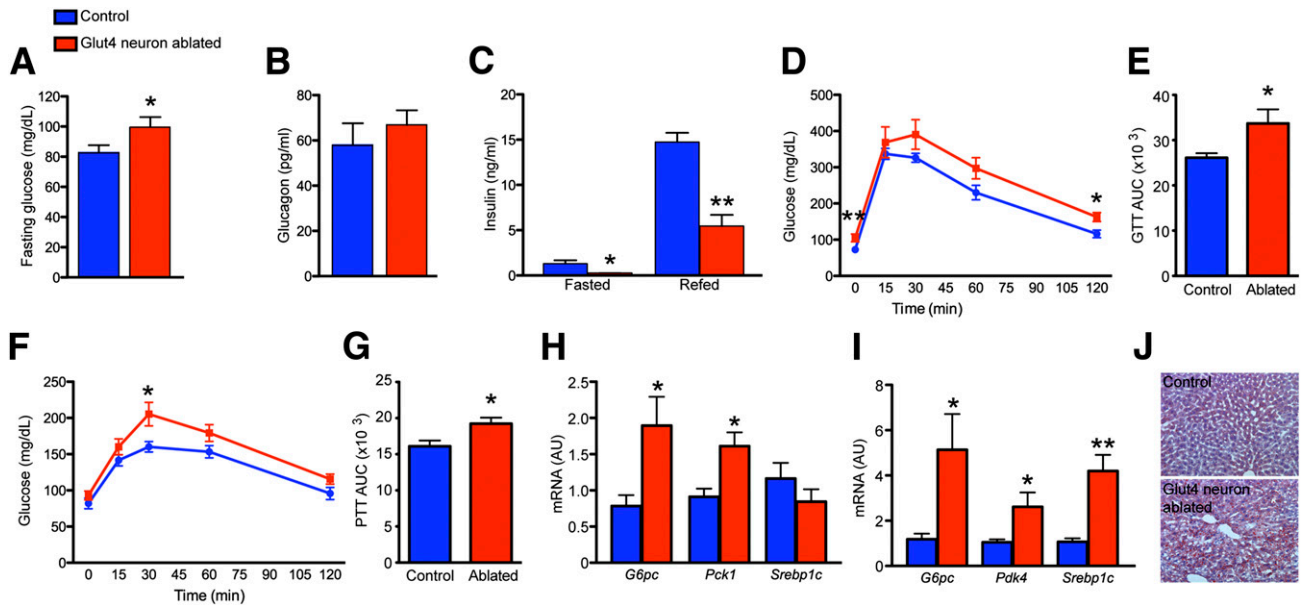 Control
Glut4 neuron ablated
A
Fasting glucose (mg/dL)
120
100
80
60
40
20
0
*
B
Glucagon (pg/ml)
80
60
40
20
0
C
Insulin (ng/ml)
20
15
10
5
0
*
**
Fasted
Refed
D
Glucose (mg/dL)
500
400
300
200
100
0
**
*
0 15 30 45 60 75 90 105 120
Time (min)
E
GTT AUC (x10 3)
40
30
20
10
0
*
Control Ablated
F
Glucose (mg/dL)
250
200
150
100
50
0
*
0 15 30 45 60 75 90 105 120
Time (min)
G
PTT AUC (x10 3)
25
20
15
10
5
0
*
Control Ablated
H
mRNA (AU)
2.5
2.0
1.5
1.0
0.5
0
*
*
G6pc Pck1 Srebp1c
I
mRNA (AU)
8
6
4
2
0
*
*
**
G6pc Pdk4 Srebp1c
J
Control
Glut4 neuron
ablated